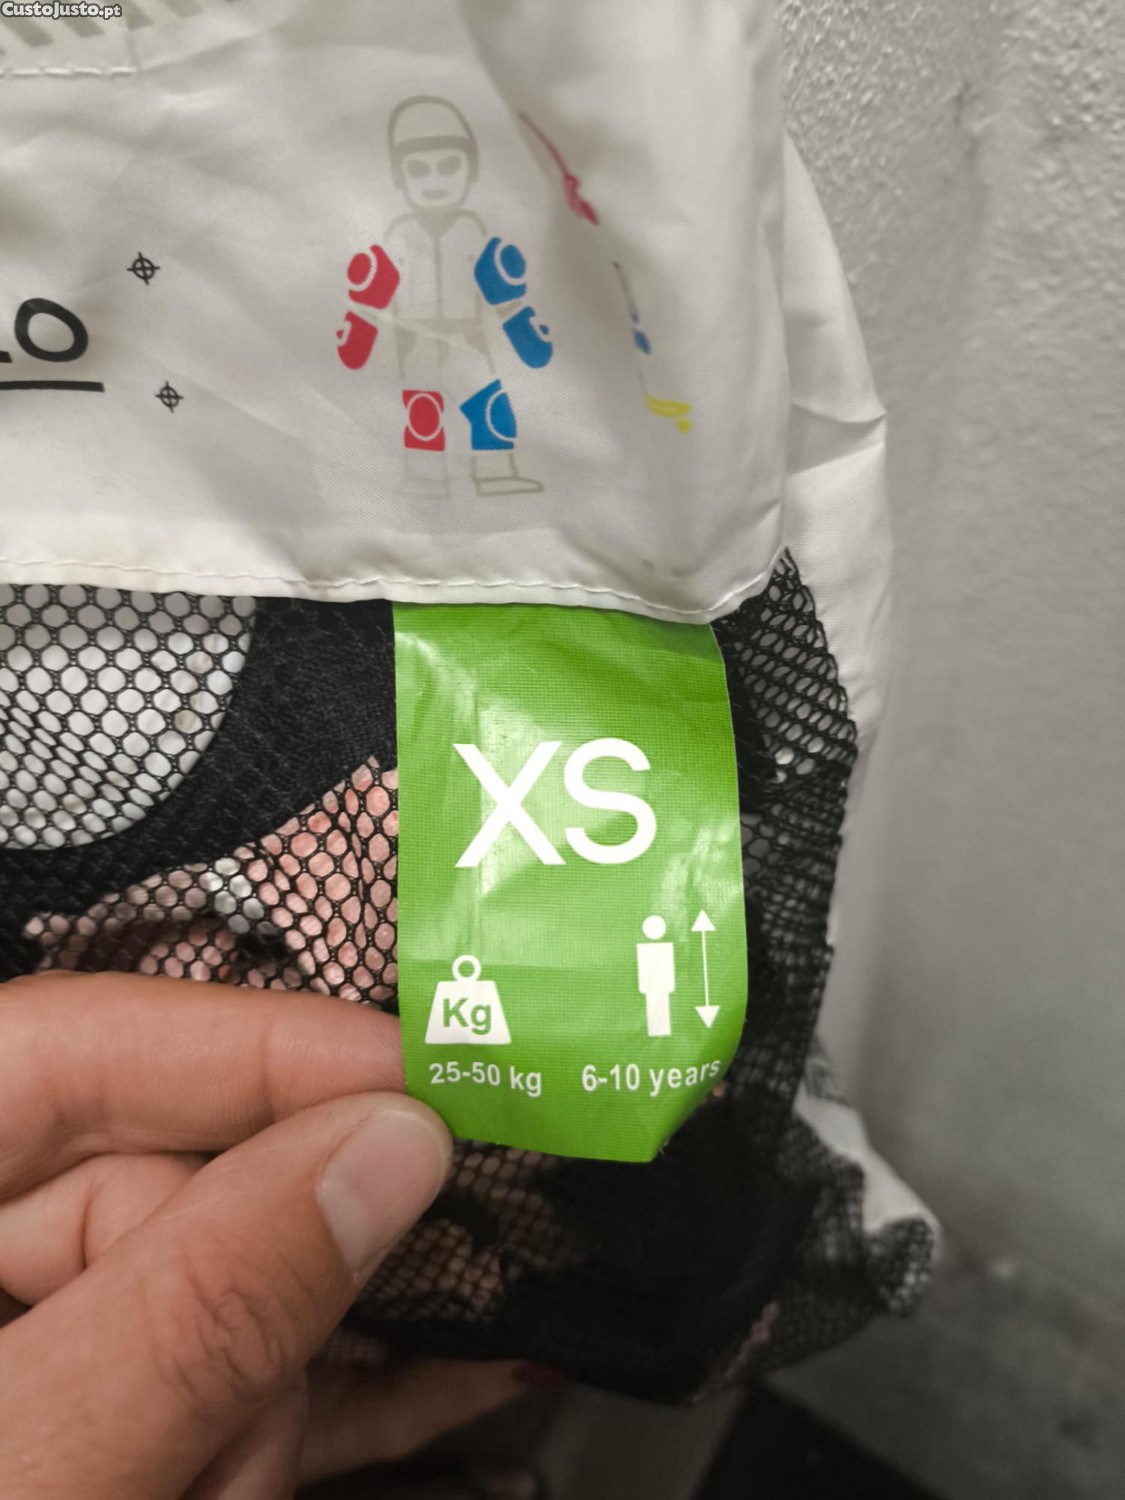 CustoJusto.pt
XS
Kg
25-50 kg
6-10 years